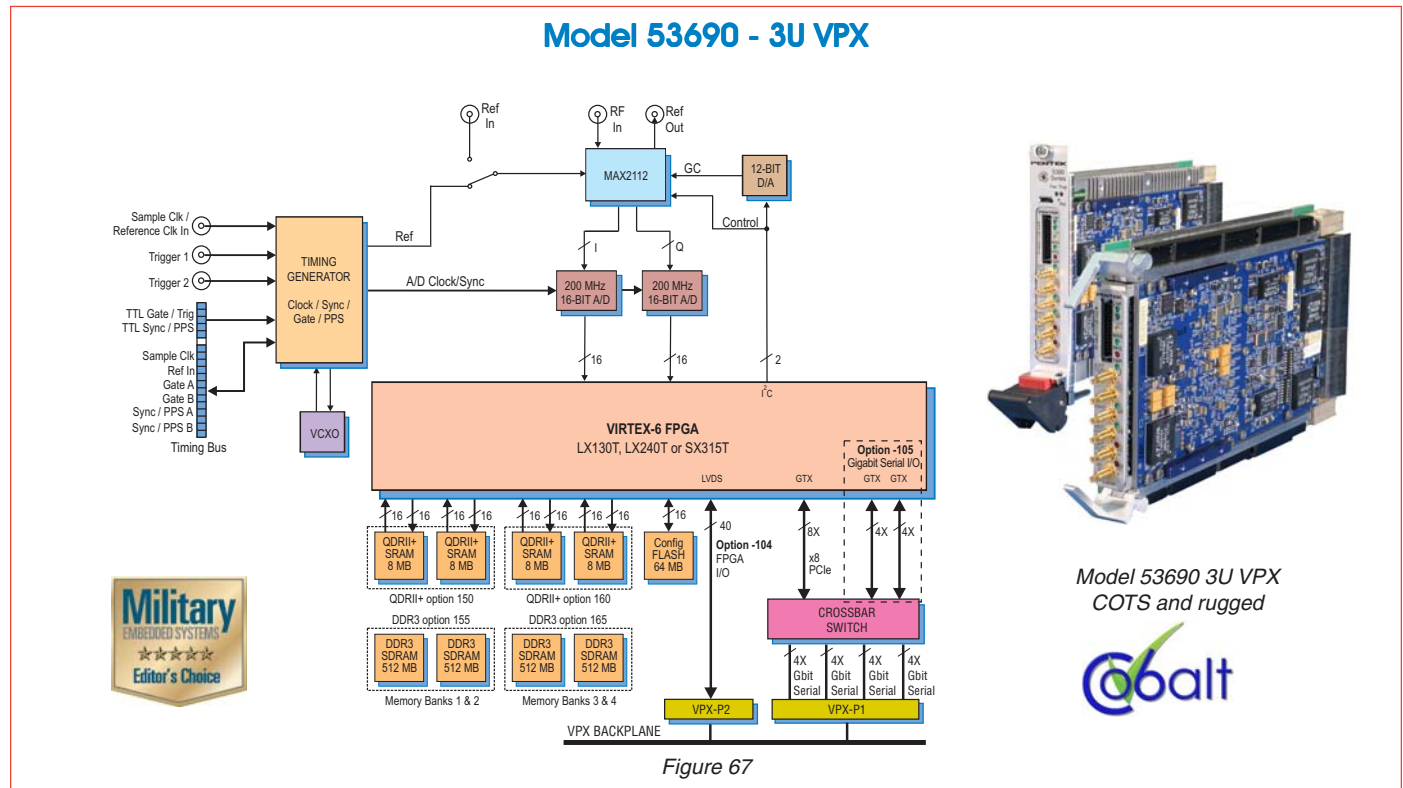 Model 53690 - 3U VPX
Ref
In
RF
In
Ref
Out
MAX2112
GC
12-BIT
D/A
Control
Sample Clk /
Reference Clk In
Trigger 1
Trigger 2
TTL Gate / Trig
TTL Sync / PPS
Sample Clk
Ref In
Gate A
Gate B
Sync / PPS A
Sync / PPS B
Timing Bus
TIMING
GENERATOR
Clock / Sync /
Gate / PPS
VCXO
Ref
A/D Clock/Sync
I
Q
200 MHz
16-BIT A/D
200 MHz
16-BIT A/D
16
16
2
I2C
VIRTEX-6 FPGA
LX130T, LX240T or SX315T
Option -105
Gigabit Serial I/O
LVDS
GTX
GTX
GTX
16
16
16
16
16
16
16
16
16
40
8X
4X
4X
QDRII+
SRAM
8 MB
QDRII+
SRAM
8 MB
QDRII+
SRAM
8 MB
QDRII+
SRAM
8 MB
Config
FLASH
64 MB
Option -104
FPGA
I/O
x8
PCIe
QDRII+ option 150
QDRII+ option 160
DDR3 option 155
DDR3 option 165
DDR3
SDRAM
512 MB
DDR3
SDRAM
512 MB
DDR3
SDRAM
512 MB
DDR3
SDRAM
512 MB
Memory Banks 1 & 2
Memory Banks 3 & 4
CROSSBAR
SWITCH
4X
Gbit
Serial
4X
Gbit
Serial
4X
Gbit
Serial
4X
Gbit
Serial
VPX-P2
VPX-P1
VPX BACKPLANE
Figure 67
Military
EMBEDDED SYSTEMS
Editor's Choice
PENTEK
Model 53690 3U VPX
COTS and rugged
Cobalt